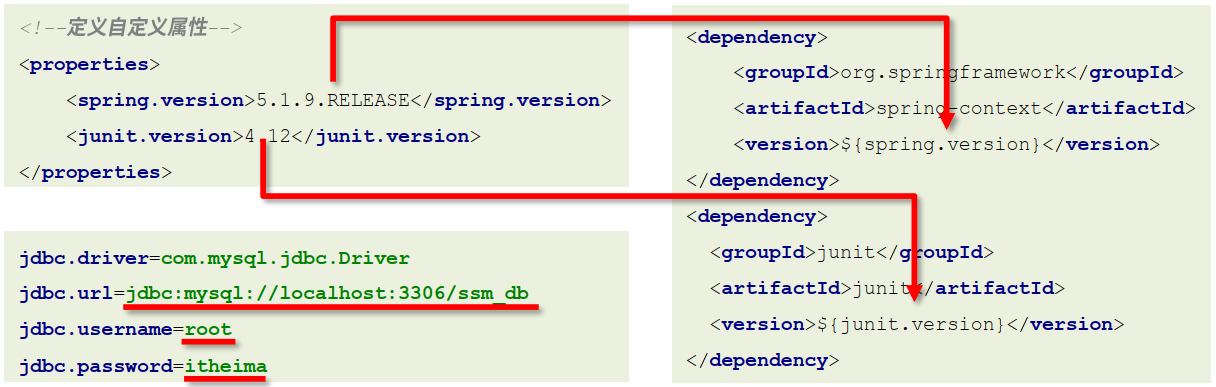 <!--定义自定义属性-->
<properties>
    <spring.version>5.1.9.RELEASE</spring.version>
    <junit.version>4.12</junit.version>
</properties>
jdbc.driver=com.mysql.jdbc.Driver
jdbc.url=jdbc:mysql://localhost:3306/ssm_db
jdbc.username=root
jdbc.password=itheima
<dependency>
    <groupId>org.springframework</groupId>
    <artifactId>spring-context</artifactId>
    <version>${spring.version}</version>
</dependency>
<dependency>
  <groupId>junit</groupId>
  <artifactId>junit</artifactId>
  <version>${junit.version}</version>
</dependency>